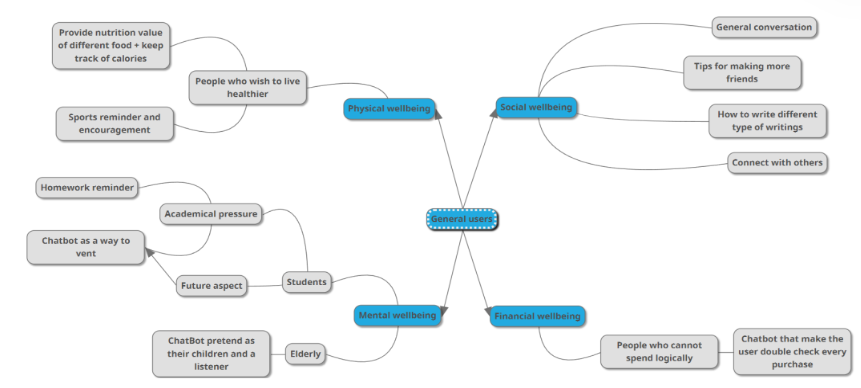 Provide nutrition value
of different food + keep
track of calories
People who wish to live
healthier
Sports reminder and
encouragement
Physical wellbeing
Social wellbeing
General conversation
Tips for making more
friends
How to write different
type of writings
Connect with others
General users
Homework reminder
Academical pressure
Chatbot as a way to
vent
Future aspect
Students
Mental wellbeing
ChatBot pretend as
their children and a
listener
Elderly
Financial wellbeing
People who cannot
spend logically
Chatbot that make the
user double check every
purchase